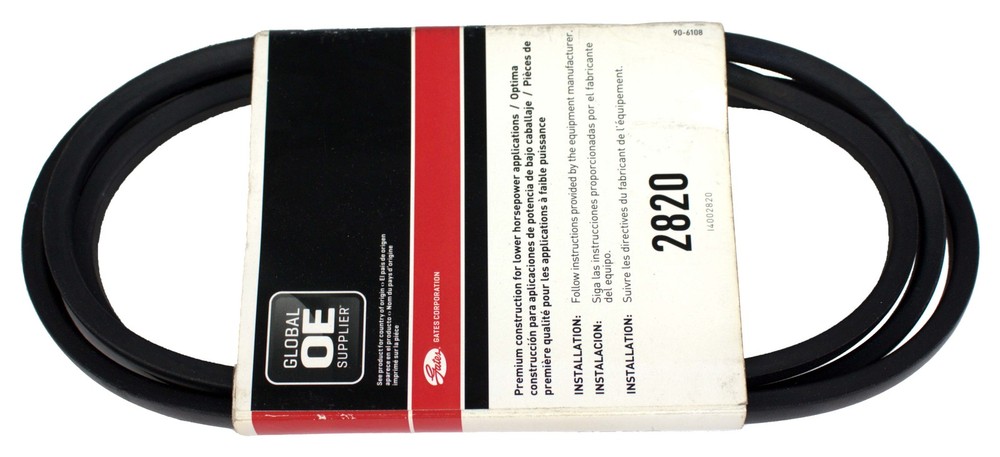 GLOBAL
OE
SUPPLIER™
See product for country of origin ›› El país de origen
aparece en el producto ›› Nom du pays d'origine
imprimé sur la pièce
Gates
GATES CORPORATION
Premium construction for lower horsepower applications / Optima
construcción para aplicaciones de potencia de bajo caballaje / Pièces de
première qualité pour les applications à faible puissance
INSTALLATION: Follow instructions provided by the equipment manufacturer.
INSTALACION: Siga las instrucciones proporcionadas por el fabricante
del equipo.
INSTALLATION: Suivre les directives du fabricant de l'équipement.
2820
14002820
90-6108